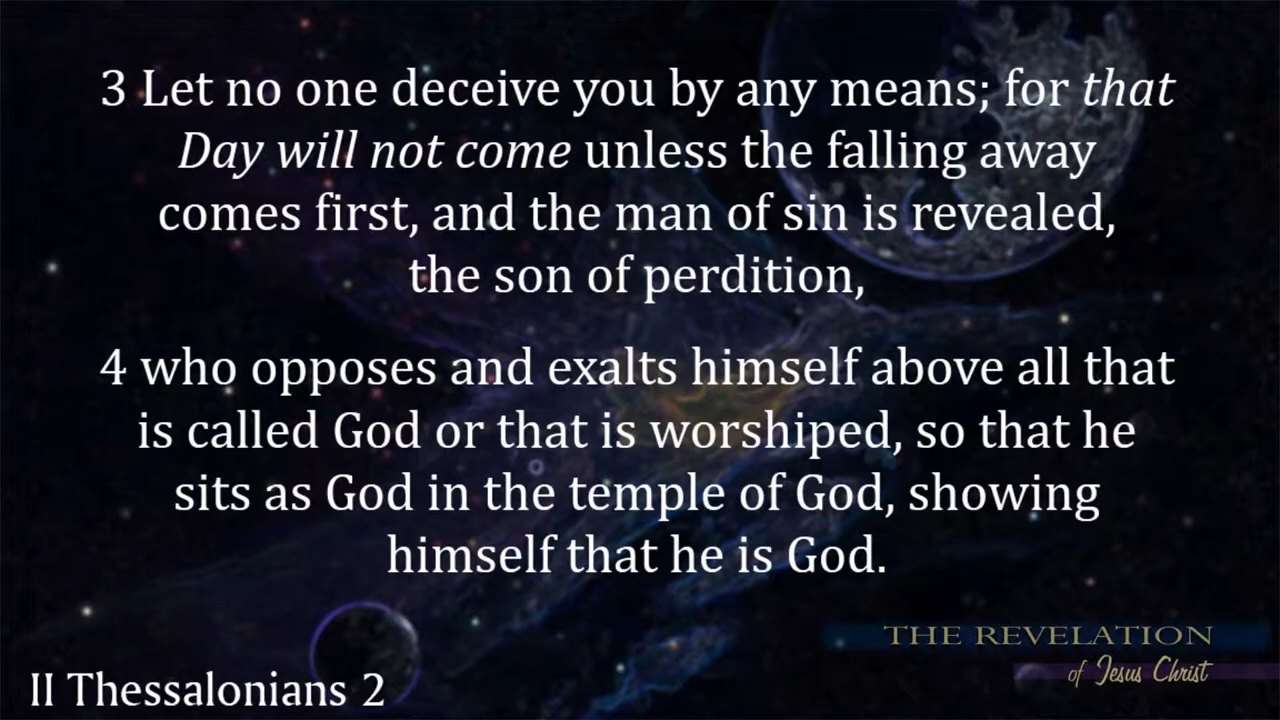 3 Let no one deceive you by any means; for that
Day will not come unless the falling away
comes first, and the man of sin is revealed,
the son of perdition,
4 who opposes and exalts himself above all that
is called God or that is worshiped, so that he
sits as God in the temple of God, showing
himself that he is God.
THE REVELATION
of Jesus Christ
II Thessalonians 2